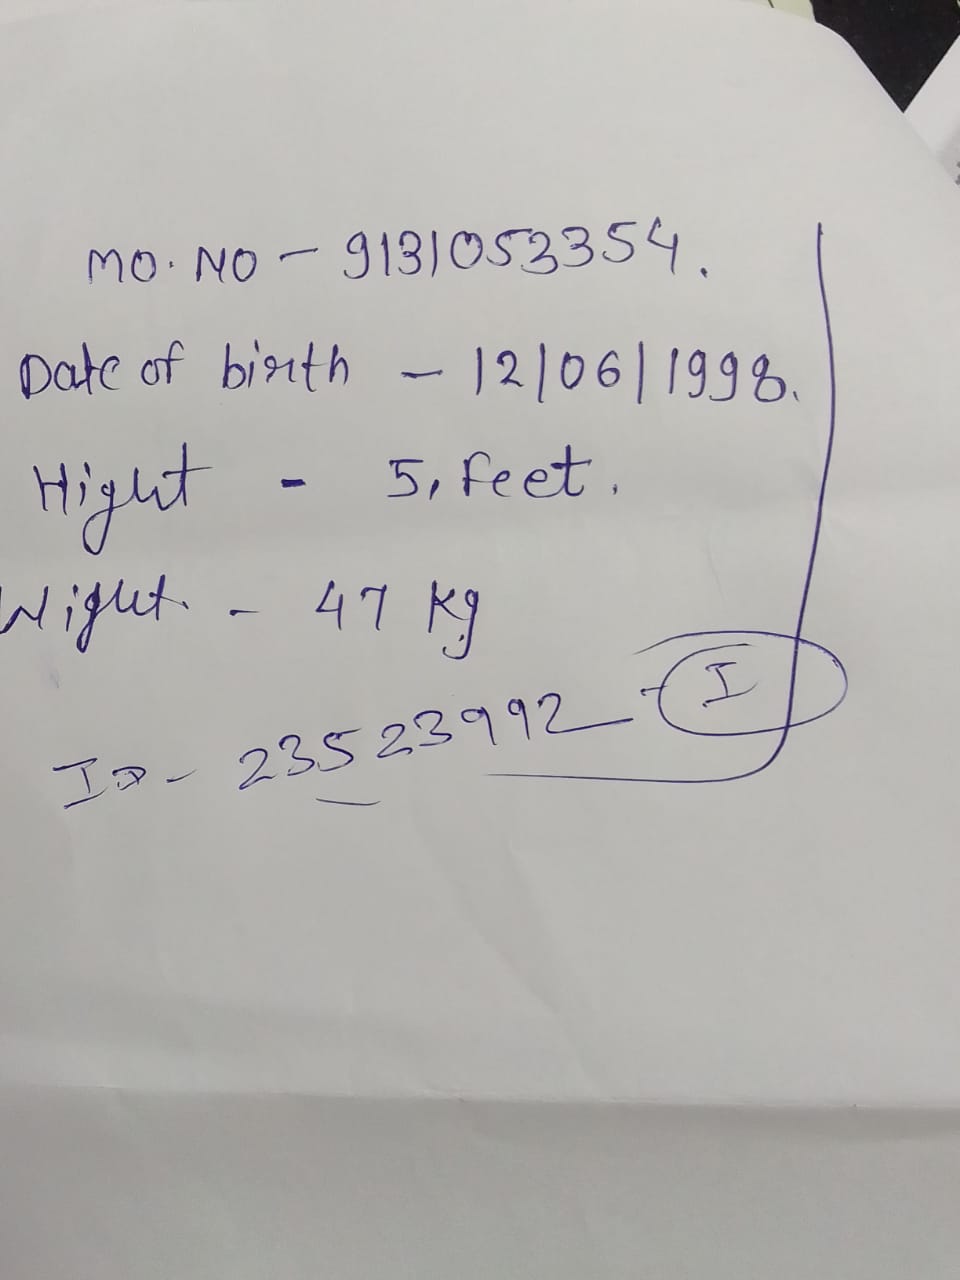 MO. NO - 9131053354.
Date of birth - 12/06/1998.
Hight - 5, feet.
Wight. - 47 kg
ID - 23523992 - I